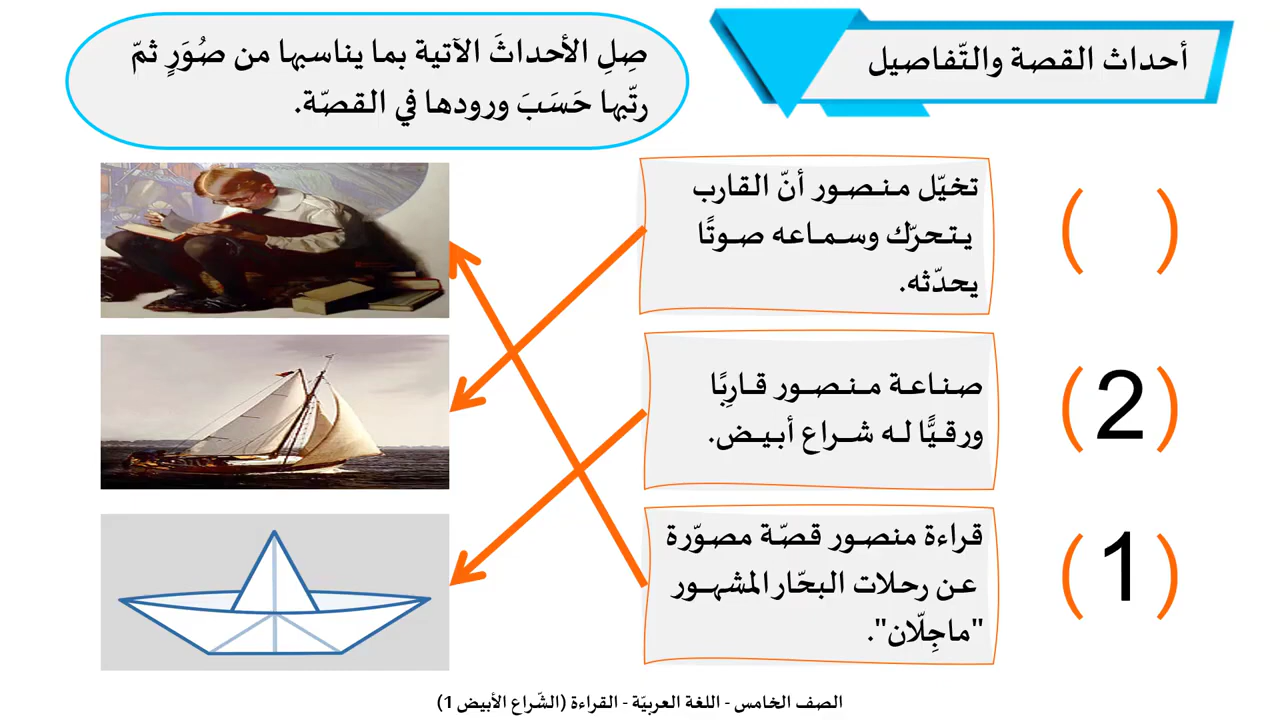 أحداث القصة والتّفاصيل
صِلِ الأحداثَ الآتية بما يناسبها من صُوَرٍ ثمّ
رتّبها حَسَبَ ورودها في القصّة.
تخيّل منصور أنّ القارب
يتحرّك وسماعه صوتًا
يحدّثه.
( )
صناعة منصور قارِبًا
ورقيًّا له شراع أبيض.
(2)
قراءة منصور قصّة مصوّرة
عن رحلات البحّار المشهور
"ماجِلّان".
(1)
الصف الخامس - اللغة العربيّة - القراءة (الشّراع الأبيض 1)